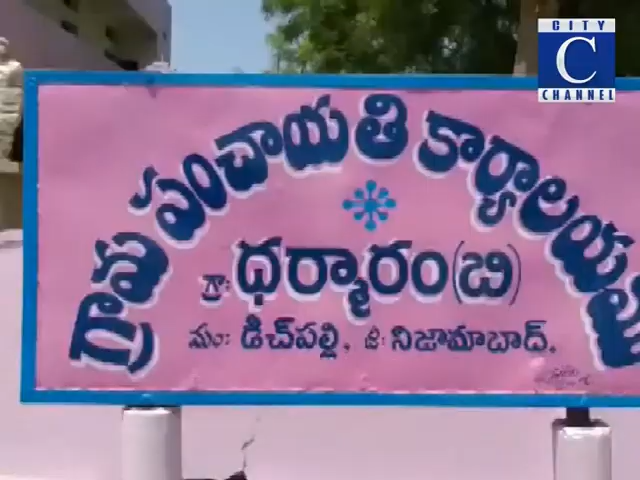 CITY
C
CHANNEL
గ్రామ పంచాయతి కార్యాలయము
గ్రా: ధర్మారం(బి)
మం: డిచ్‌పల్లి, జి: నిజామాబాద్.